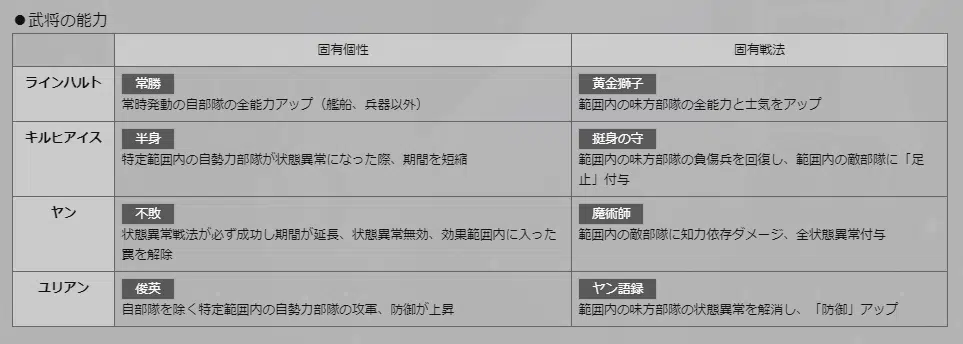 ●武将の能力
固有個性 固有戦法
ラインハルト 常勝 黄金獅子
常時発動の自部隊の全能力アップ（艦船、兵器以外） 範囲内の味方部隊の全能力と士気をアップ
キルヒアイス 半身 挺身の守
特定範囲内の自勢力部隊が状態異常になった際、期間を短縮 範囲内の味方部隊の負傷兵を回復し、範囲内の敵部隊に「足
止」付与
ヤン 不敗 魔術師
状態異常戦法が必ず成功し期間が延長、状態異常無効、効果範囲内に入った 範囲内の敵部隊に知力依存ダメージ、全状態異常付与
罠を解除
ユリアン 俊英 ヤン語録
自部隊を除く特定範囲内の自勢力部隊の攻軍、防御が上昇 範囲内の味方部隊の状態異常を解消し、「防御」アップ